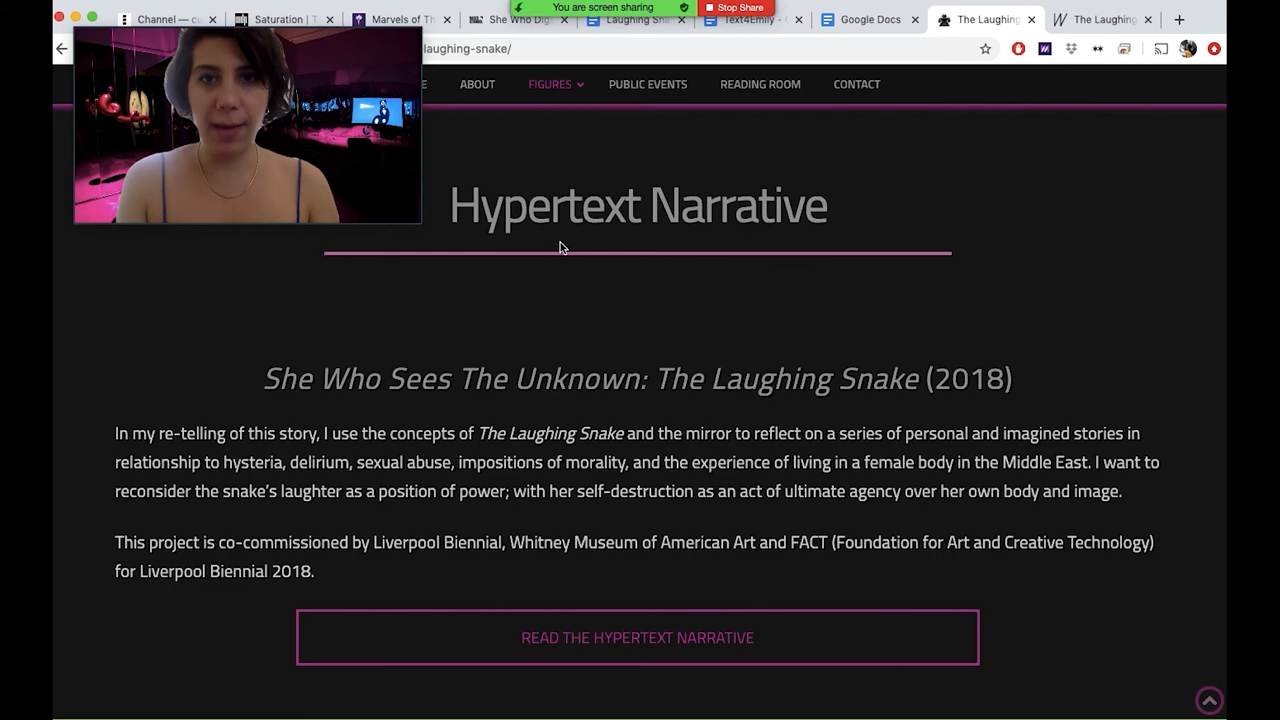 You are screen sharing Stop Share
Channel — cu Saturation | T Marvels of Th She Who Dig Laughing Sna Text4Emily - G Google Docs The Laughing The Laughing
laughing-snake/
E ABOUT FIGURES PUBLIC EVENTS READING ROOM CONTACT
Hypertext Narrative
She Who Sees The Unknown: The Laughing Snake (2018)
In my re-telling of this story, I use the concepts of The Laughing Snake and the mirror to reflect on a series of personal and imagined stories in
relationship to hysteria, delirium, sexual abuse, impositions of morality, and the experience of living in a female body in the Middle East. I want to
reconsider the snake's laughter as a position of power; with her self-destruction as an act of ultimate agency over her own body and image.
This project is co-commissioned by Liverpool Biennial, Whitney Museum of American Art and FACT (Foundation for Art and Creative Technology)
for Liverpool Biennial 2018.
READ THE HYPERTEXT NARRATIVE